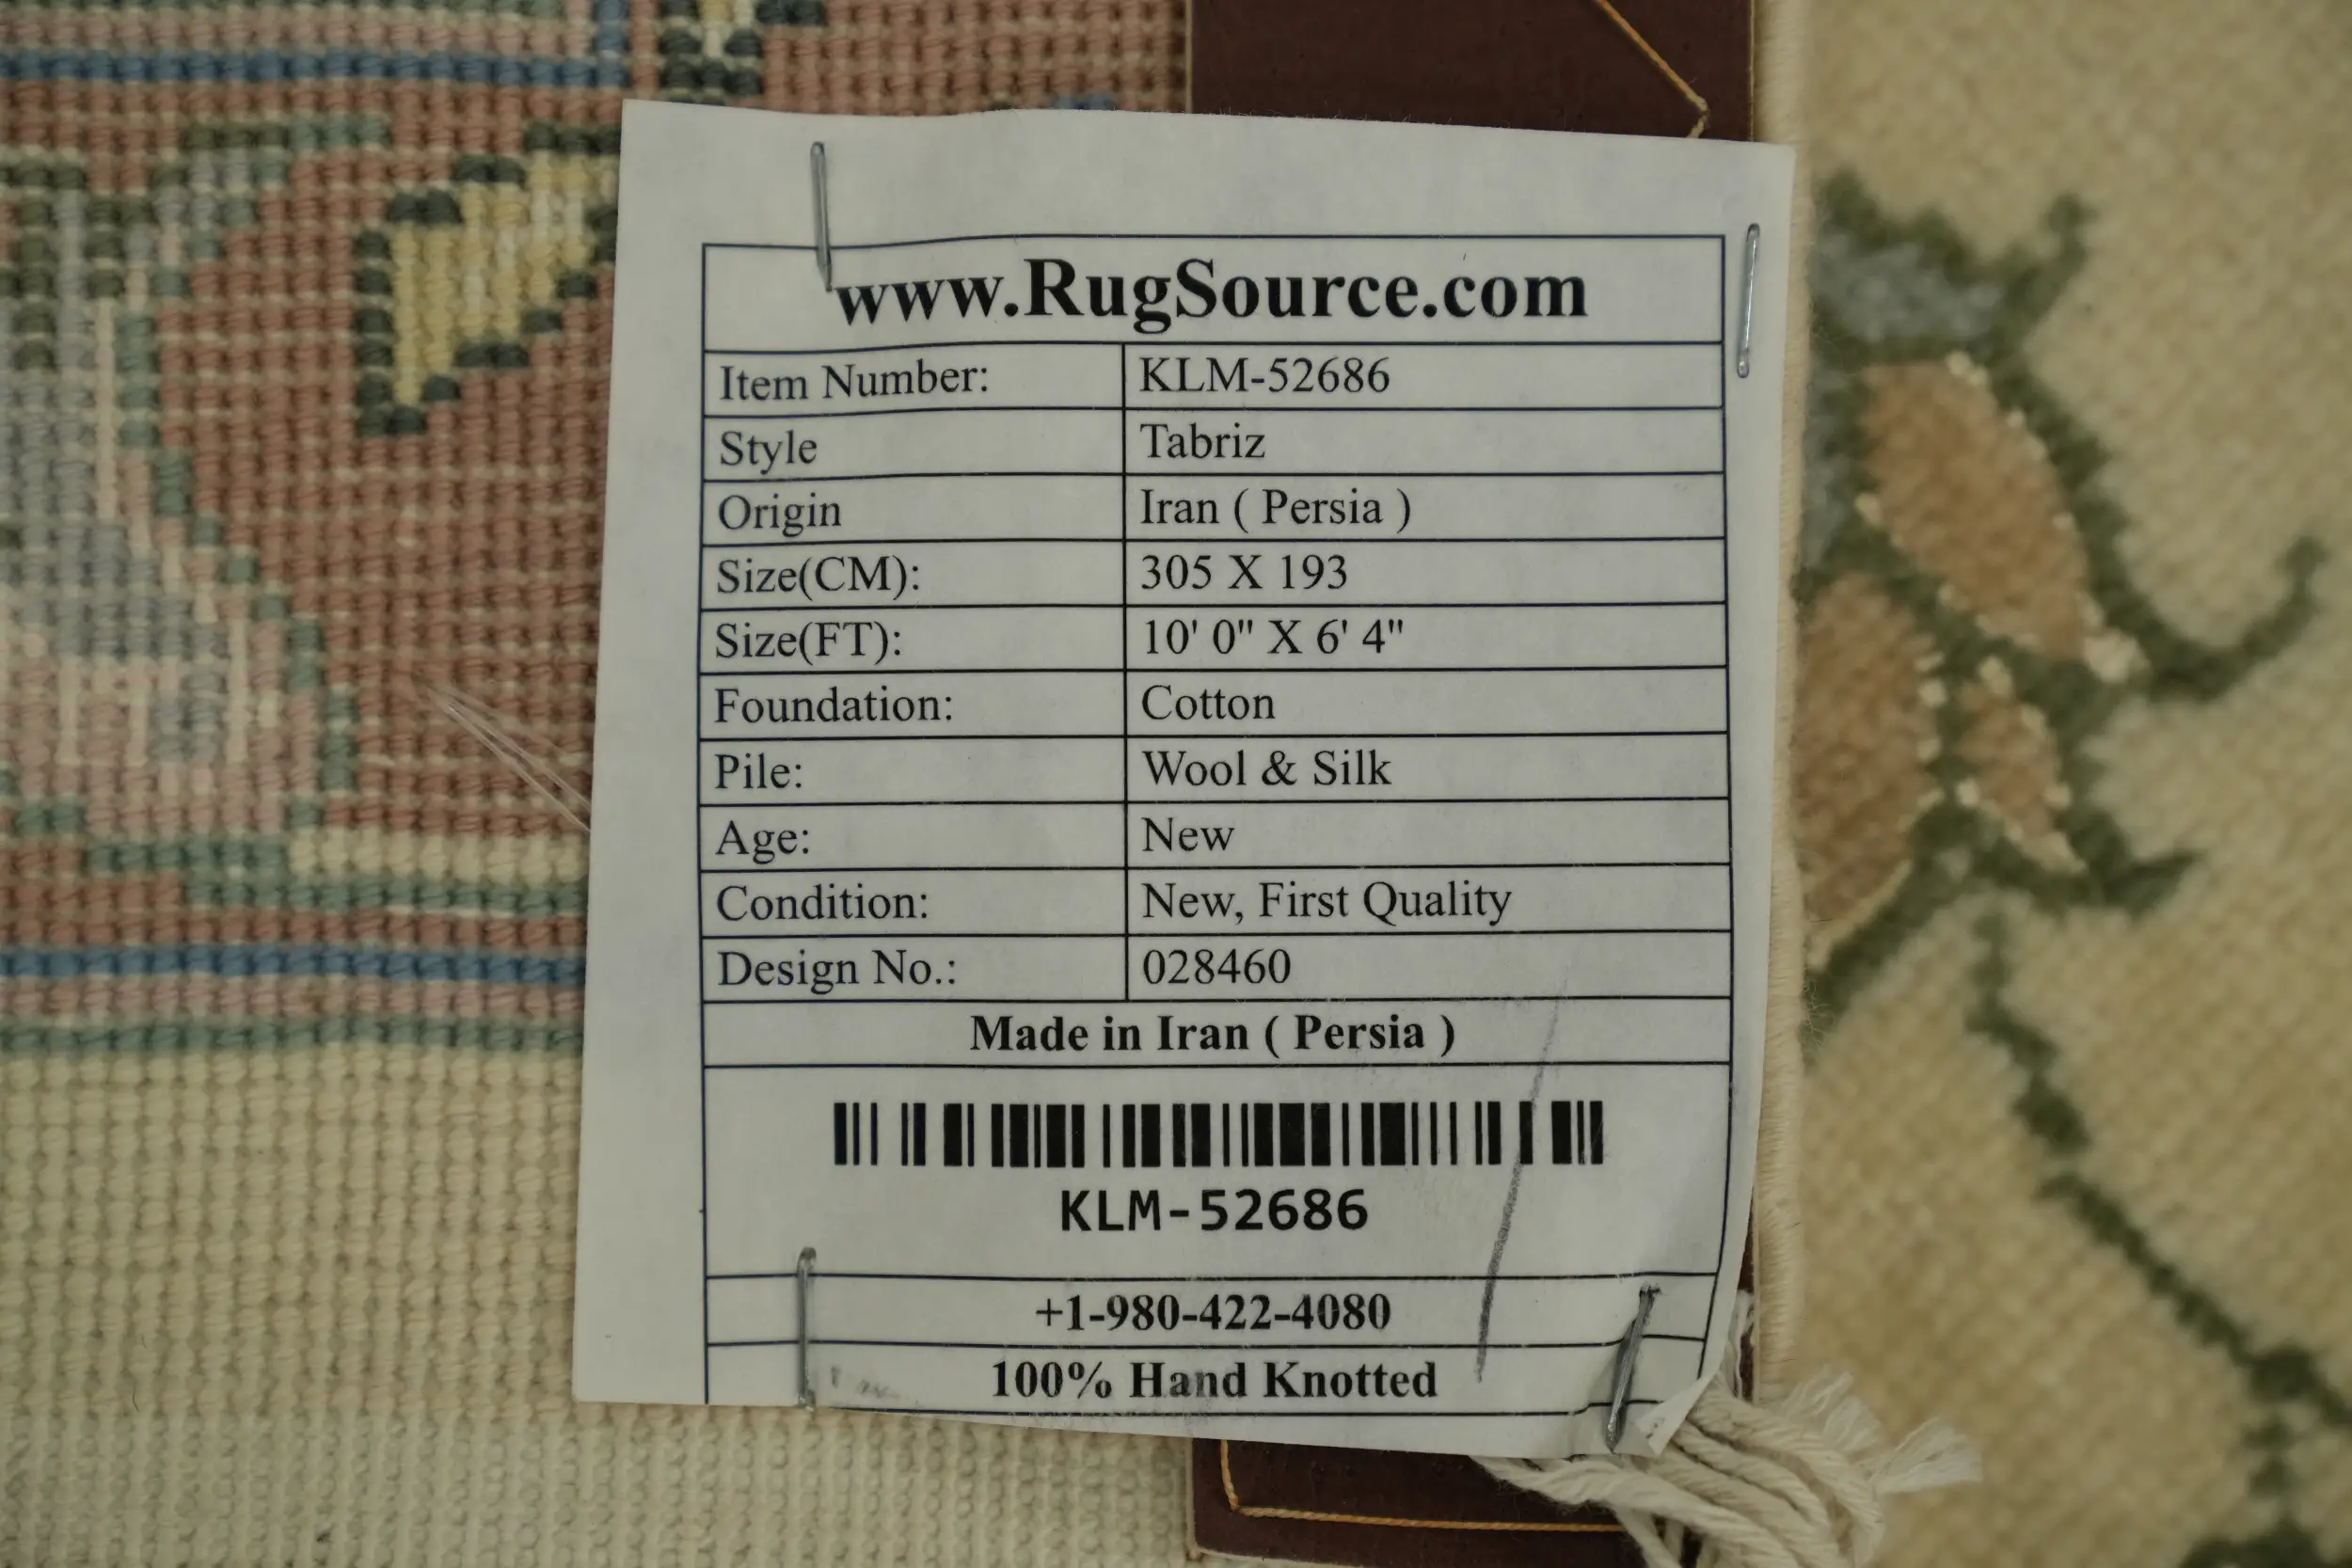 www.RugSource.com
Item Number: KLM-52686
Style Tabriz
Origin Iran ( Persia )
Size(CM): 305 X 193
Size(FT): 10' 0" X 6' 4"
Foundation: Cotton
Pile: Wool & Silk
Age: New
Condition: New, First Quality
Design No.: 028460
Made in Iran ( Persia )
KLM-52686
+1-980-422-4080
100% Hand Knotted